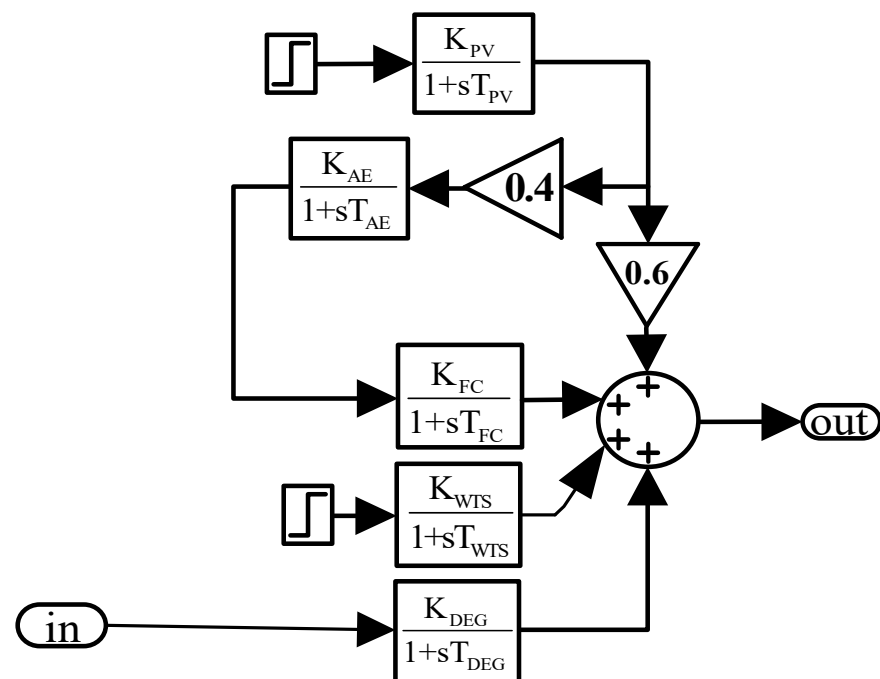 K_PV
1+sT_PV
K_AE
1+sT_AE
0.4
0.6
K_FC
1+sT_FC
+
+
+
+
out
K_WTS
1+sT_WTS
K_DEG
1+sT_DEG
in